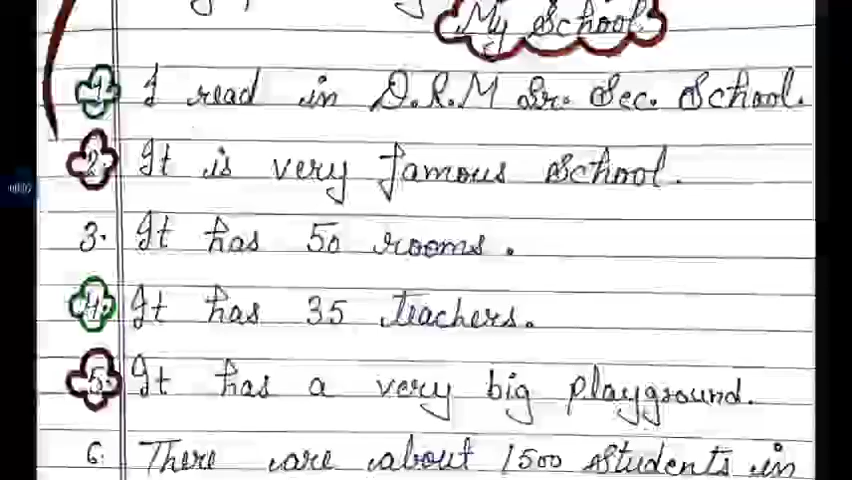 My School
1. I read in D.R.M Sr. Sec. School.
2. It is very famous school.
3. It has 50 rooms.
4. It has 35 teachers.
5. It has a very big playground.
6. There are about 1500 students in